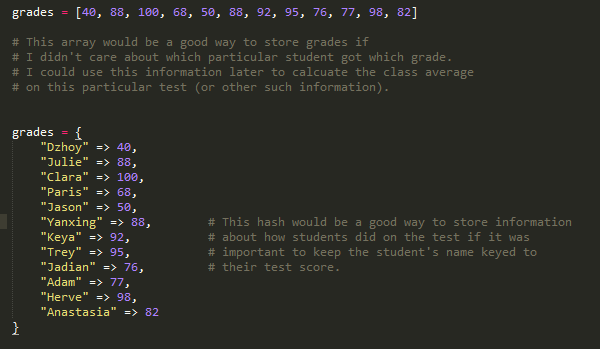 grades = [40, 88, 100, 68, 50, 88, 92, 95, 76, 77, 98, 82]
# This array would be a good way to store grades if
# I didn't care about which particular student got which grade.
# I could use this information later to calcuate the class average
# on this particular test (or other such information).
grades = {
"Dzhoy" => 40,
"Julie" => 88,
"Clara" => 100,
"Paris" => 68,
"Jason" => 50,
"Yanxing" => 88, # This hash would be a good way to store information
"Keya" => 92, # about how students did on the test if it was
"Trey" => 95, # important to keep the student's name keyed to
"Jadian" => 76, # their test score.
"Adam" => 77,
"Herve" => 98,
"Anastasia" => 82
}